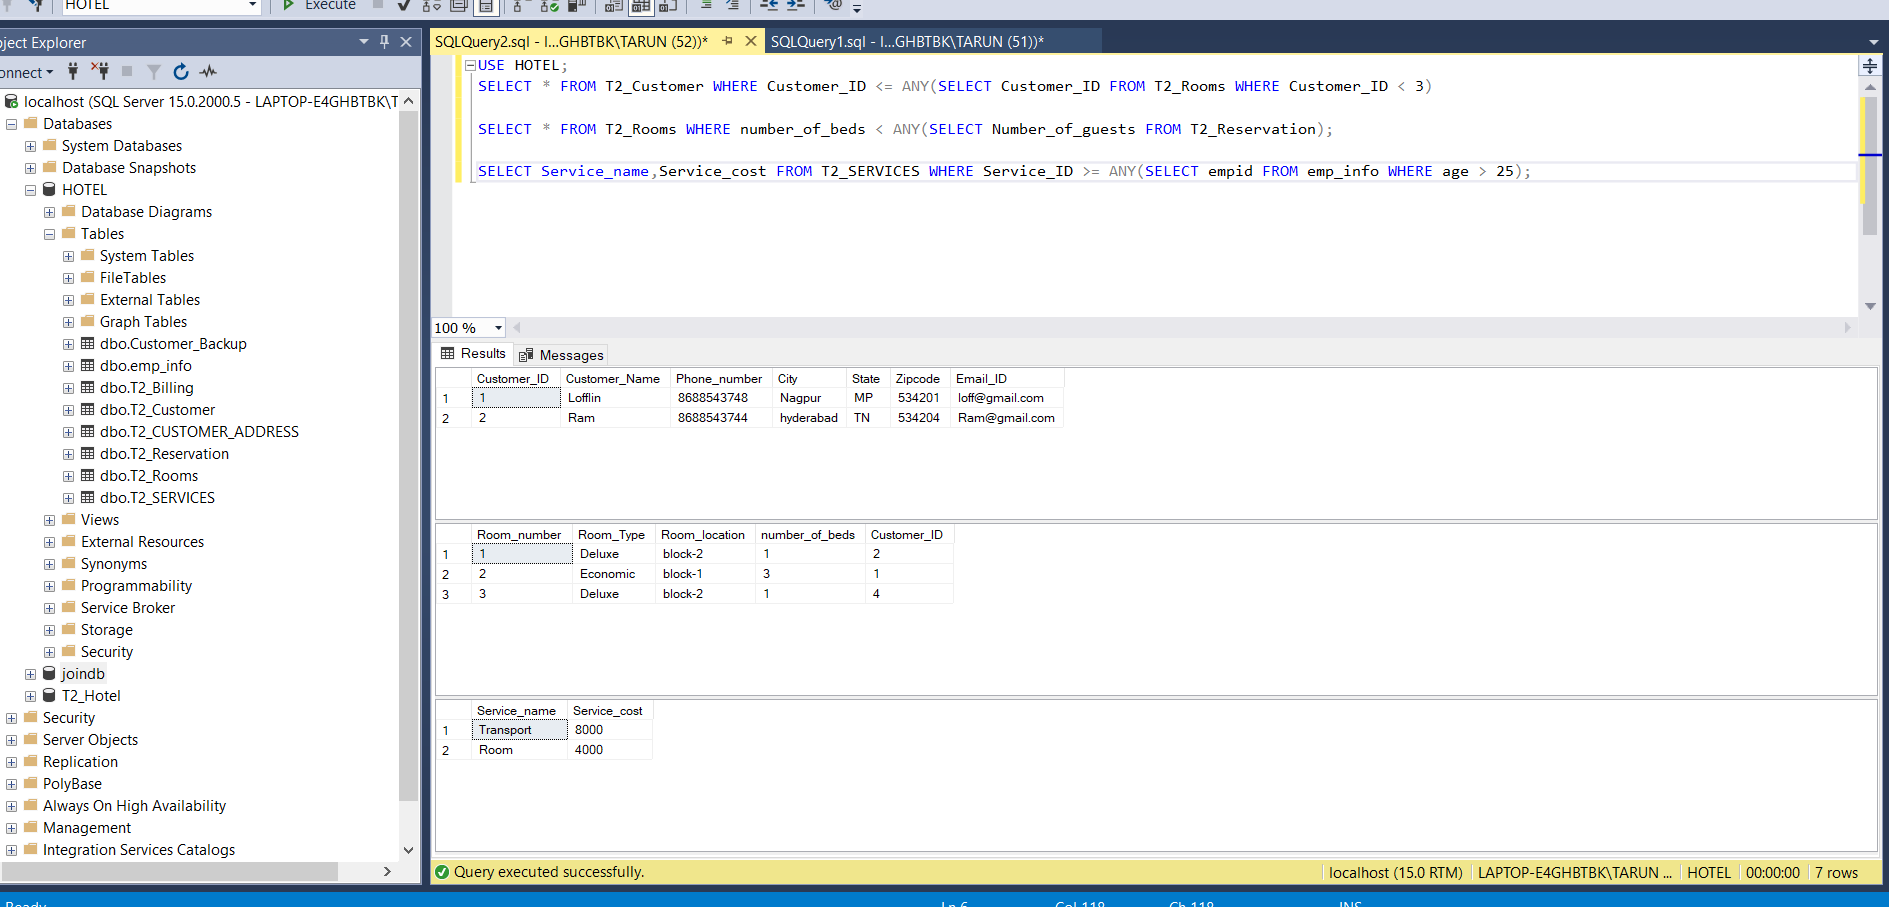 HOTEL
Execute
oject Explorer
onnect
localhost (SQL Server 15.0.2000.5 - LAPTOP-E4GHBTBK\T
Databases
System Databases
Database Snapshots
HOTEL
Database Diagrams
Tables
System Tables
FileTables
External Tables
Graph Tables
dbo.Customer_Backup
dbo.emp_info
dbo.T2_Billing
dbo.T2_Customer
dbo.T2_CUSTOMER_ADDRESS
dbo.T2_Reservation
dbo.T2_Rooms
dbo.T2_SERVICES
Views
External Resources
Synonyms
Programmability
Service Broker
Storage
Security
joindb
T2_Hotel
Security
Server Objects
Replication
PolyBase
Always On High Availability
Management
Integration Services Catalogs
SQLQuery2.sql - l...GHBTBK\TARUN (52))* SQLQuery1.sql - l...GHBTBK\TARUN (51))*
USE HOTEL;
SELECT * FROM T2_Customer WHERE Customer_ID <= ANY(SELECT Customer_ID FROM T2_Rooms WHERE Customer_ID < 3)
SELECT * FROM T2_Rooms WHERE number_of_beds < ANY(SELECT Number_of_guests FROM T2_Reservation);
SELECT Service_name,Service_cost FROM T2_SERVICES WHERE Service_ID >= ANY(SELECT empid FROM emp_info WHERE age > 25);
100 %
Results Messages
Customer_ID Customer_Name Phone_number City State Zipcode Email_ID
1 1 Lofflin 8688543748 Nagpur MP 534201 loff@gmail.com
2 2 Ram 8688543744 hyderabad TN 534204 Ram@gmail.com
Room_number Room_Type Room_location number_of_beds Customer_ID
1 1 Deluxe block-2 1 2
2 2 Economic block-1 3 1
3 3 Deluxe block-2 1 4
Service_name Service_cost
1 Transport 8000
2 Room 4000
Query executed successfully. localhost (15.0 RTM) LAPTOP-E4GHBTBK\TARUN ... HOTEL 00:00:00 7 rows
Ready Ln 6 Col 118 Ch 118 INS